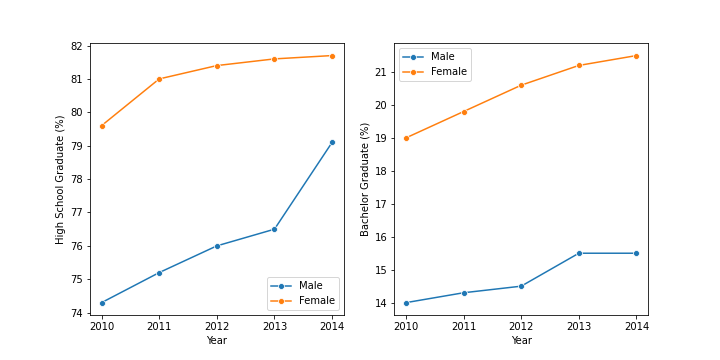 High School Graduate (%)
82
81
80
79
78
77
76
75
74
2010 2011 2012 2013 2014
Year
Male
Female
Bachelor Graduate (%)
21
20
19
18
17
16
15
14
2010 2011 2012 2013 2014
Year
Male
Female